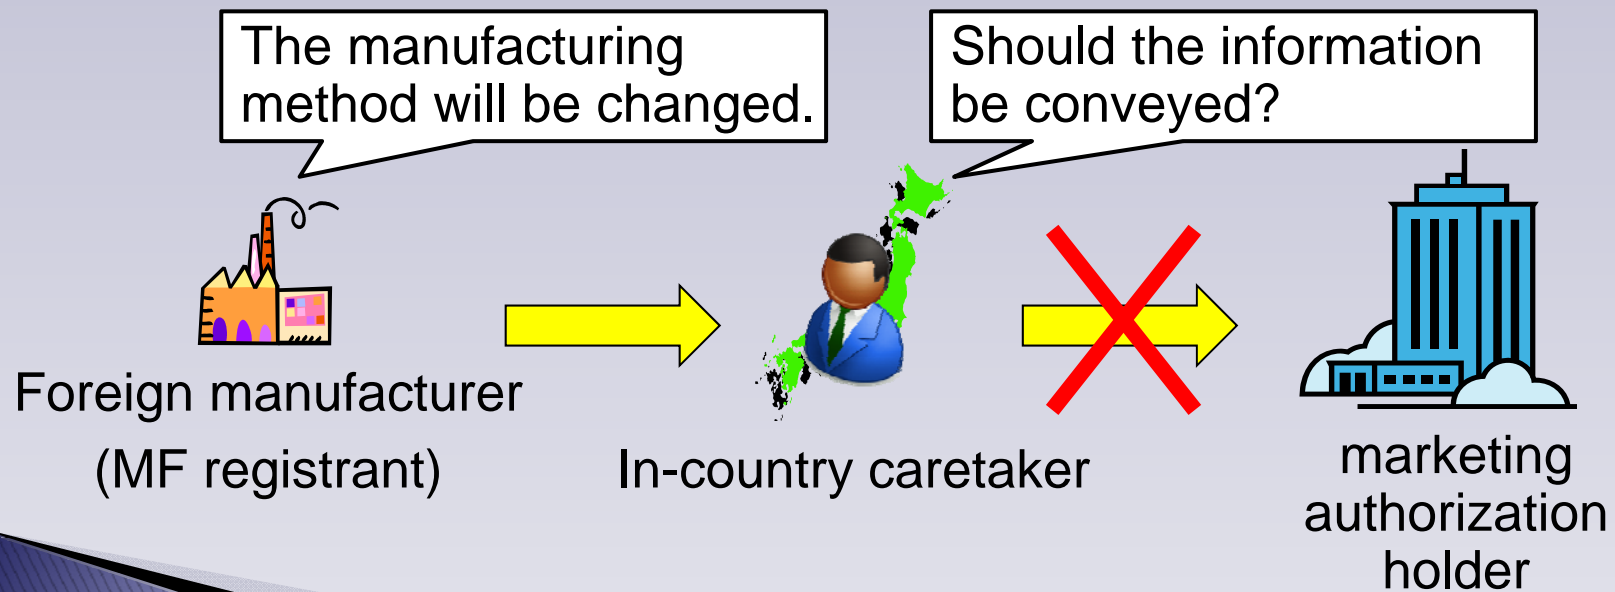 The manufacturing
method will be changed.
Should the information
be conveyed?
Foreign manufacturer
(MF registrant)
In-country caretaker
marketing
authorization
holder